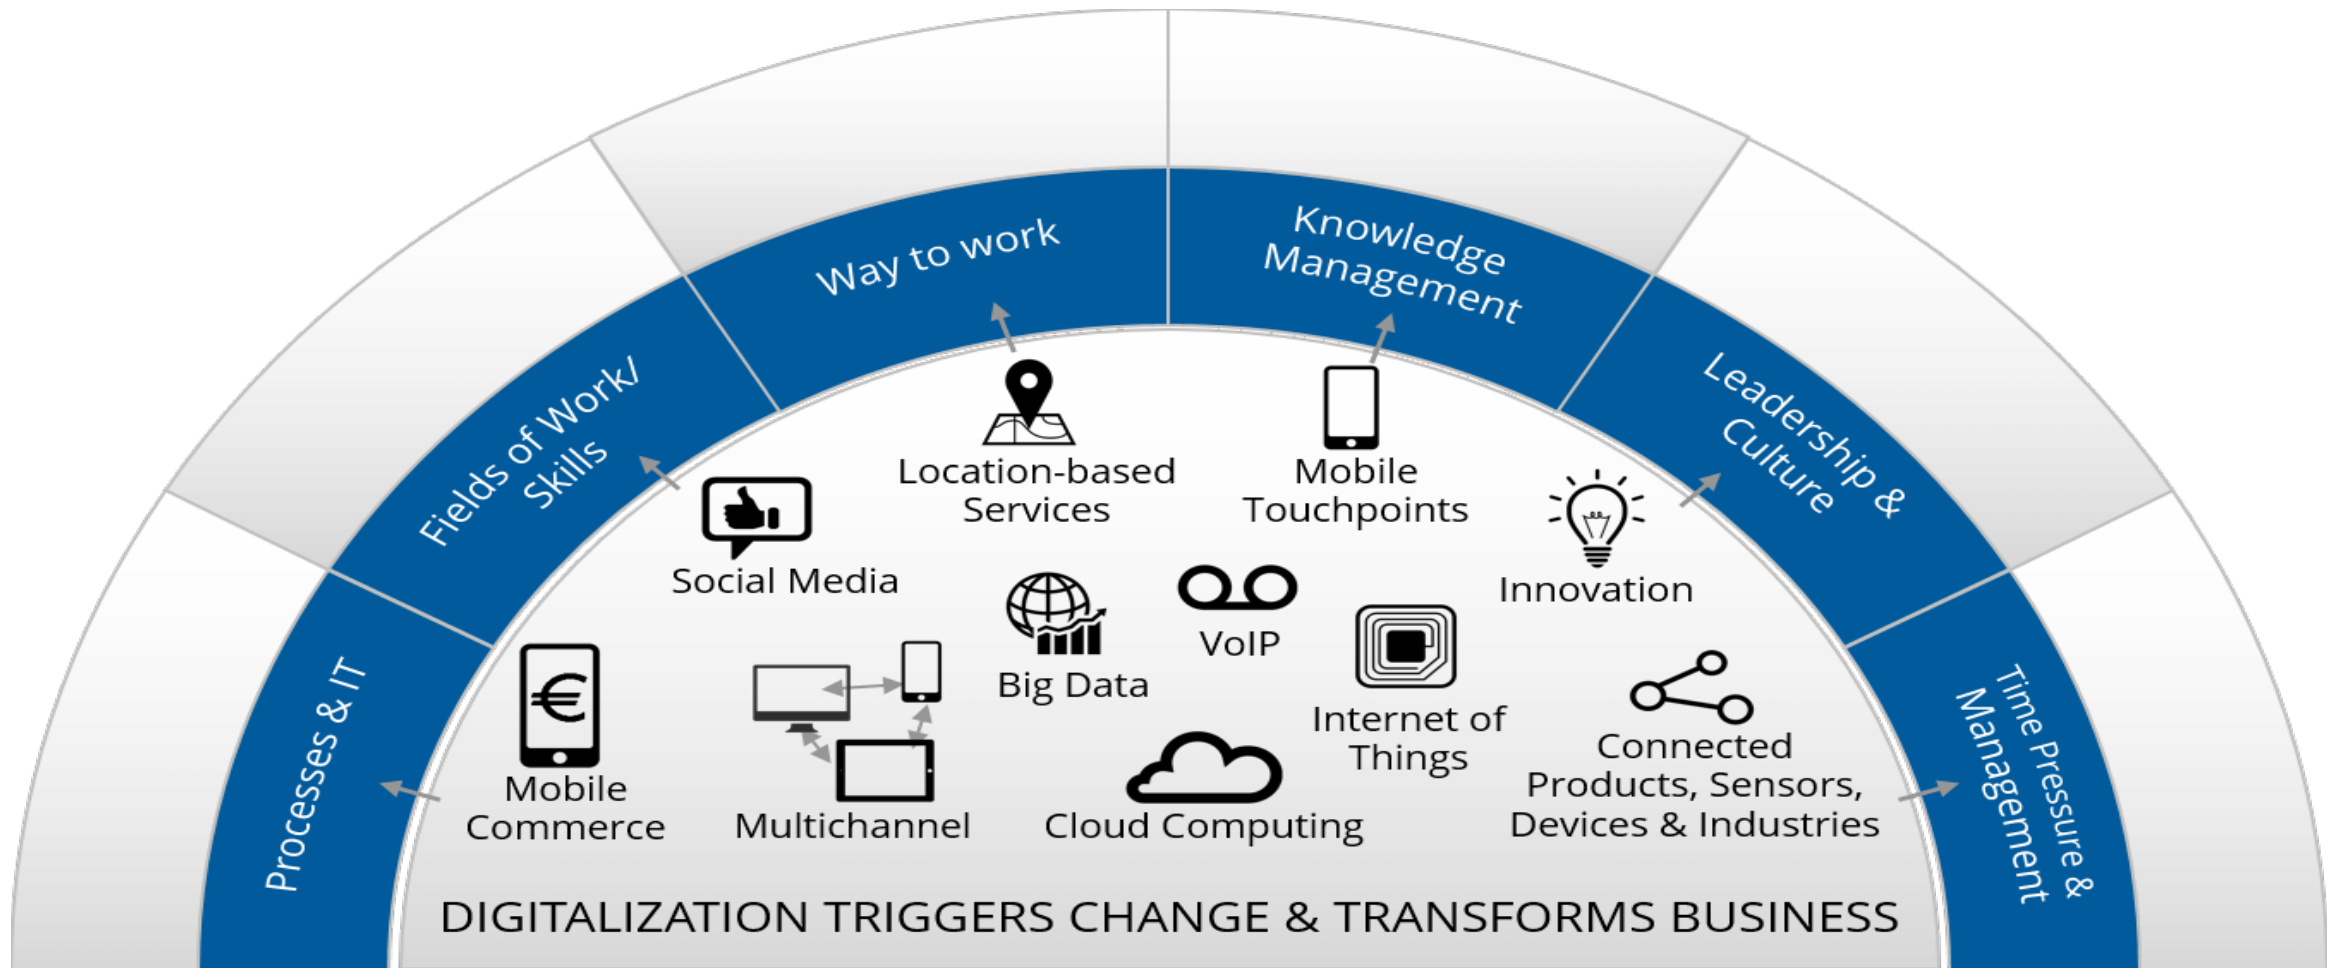 Processes & IT
Fields of Work/
Skills
Way to work
Knowledge
Management
Leadership &
Culture
Time Pressure &
Management
Location-based
Services
Mobile
Touchpoints
Social Media
Innovation
Big Data
VoIP
Internet of
Things
Mobile
Commerce
Multichannel
Cloud Computing
Connected
Products, Sensors,
Devices & Industries
DIGITALIZATION TRIGGERS CHANGE & TRANSFORMS BUSINESS